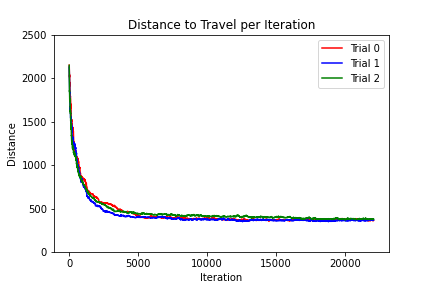 Distance to Travel per Iteration
2500
2000
1500
1000
500
0
Distance
0
5000
10000
15000
20000
Iteration
Trial 0
Trial 1
Trial 2